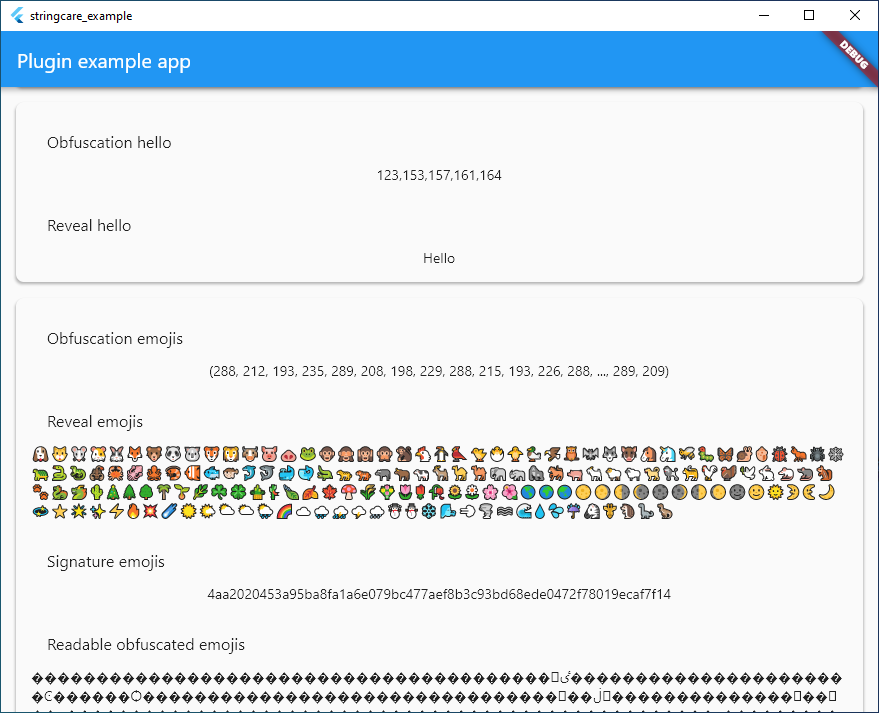 stringcare_example
Plugin example app
DEBUG
Obfuscation hello
123,153,157,161,164
Reveal hello
Hello
Obfuscation emojis
(288, 212, 193, 235, 289, 208, 198, 229, 288, 215, 193, 226, 288, ..., 289, 209)
Reveal emojis
Signature emojis
4aa2020453a95ba8fa1a6e079bc477aef8b3c93bd68ede0472f78019ecaf7f14
Readable obfuscated emojis